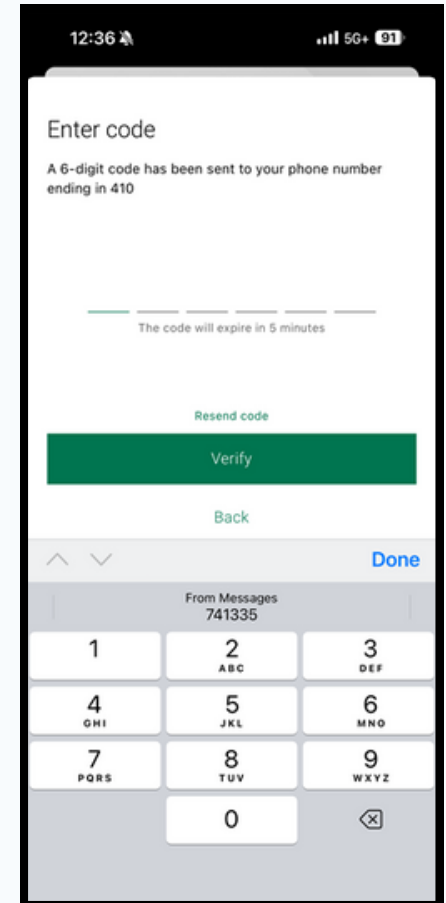 12:36
5G+ 91
Enter code
A 6-digit code has been sent to your phone number
ending in 410
The code will expire in 5 minutes
Resend code
Verify
Back
Done
From Messages
741335
1 2 3
ABC DEF
4 5 6
GHI JKL MNO
7 8 9
PQRS TUV WXYZ
0